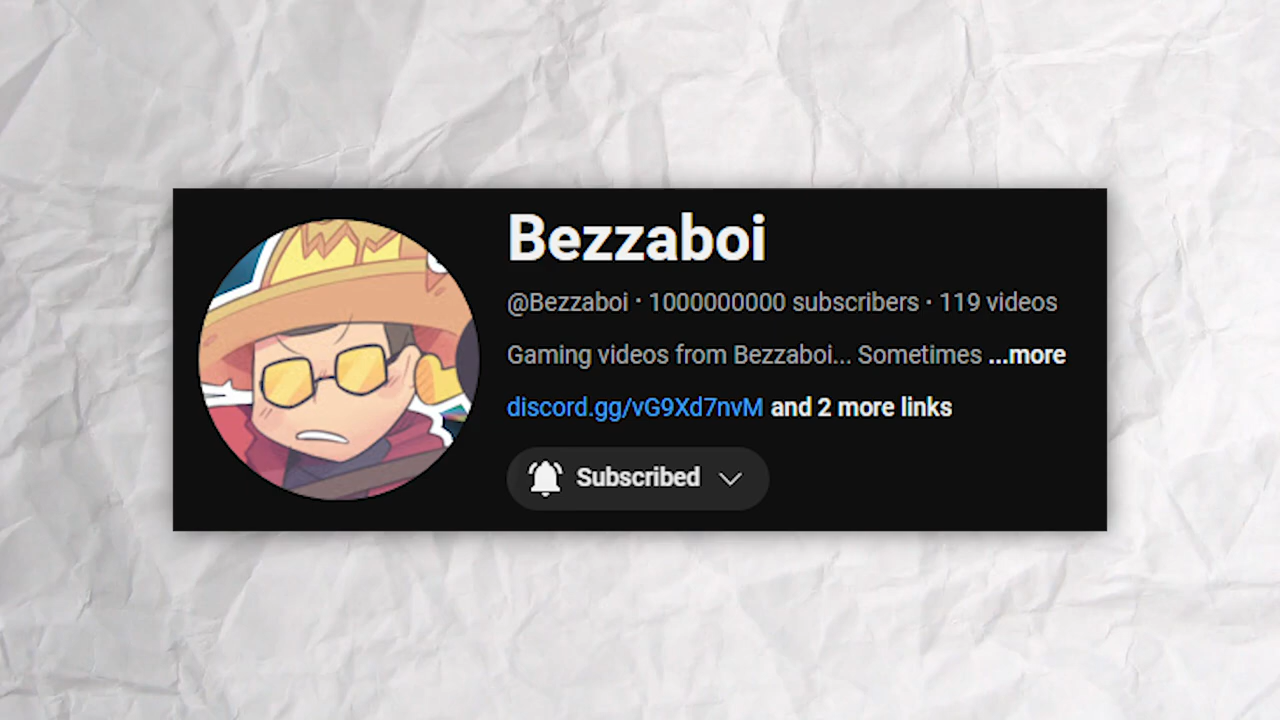 Bezzaboi
@Bezzaboi · 1000000000 subscribers · 119 videos
Gaming videos from Bezzaboi... Sometimes ...more
discord.gg/vG9Xd7nvM and 2 more links
Subscribed